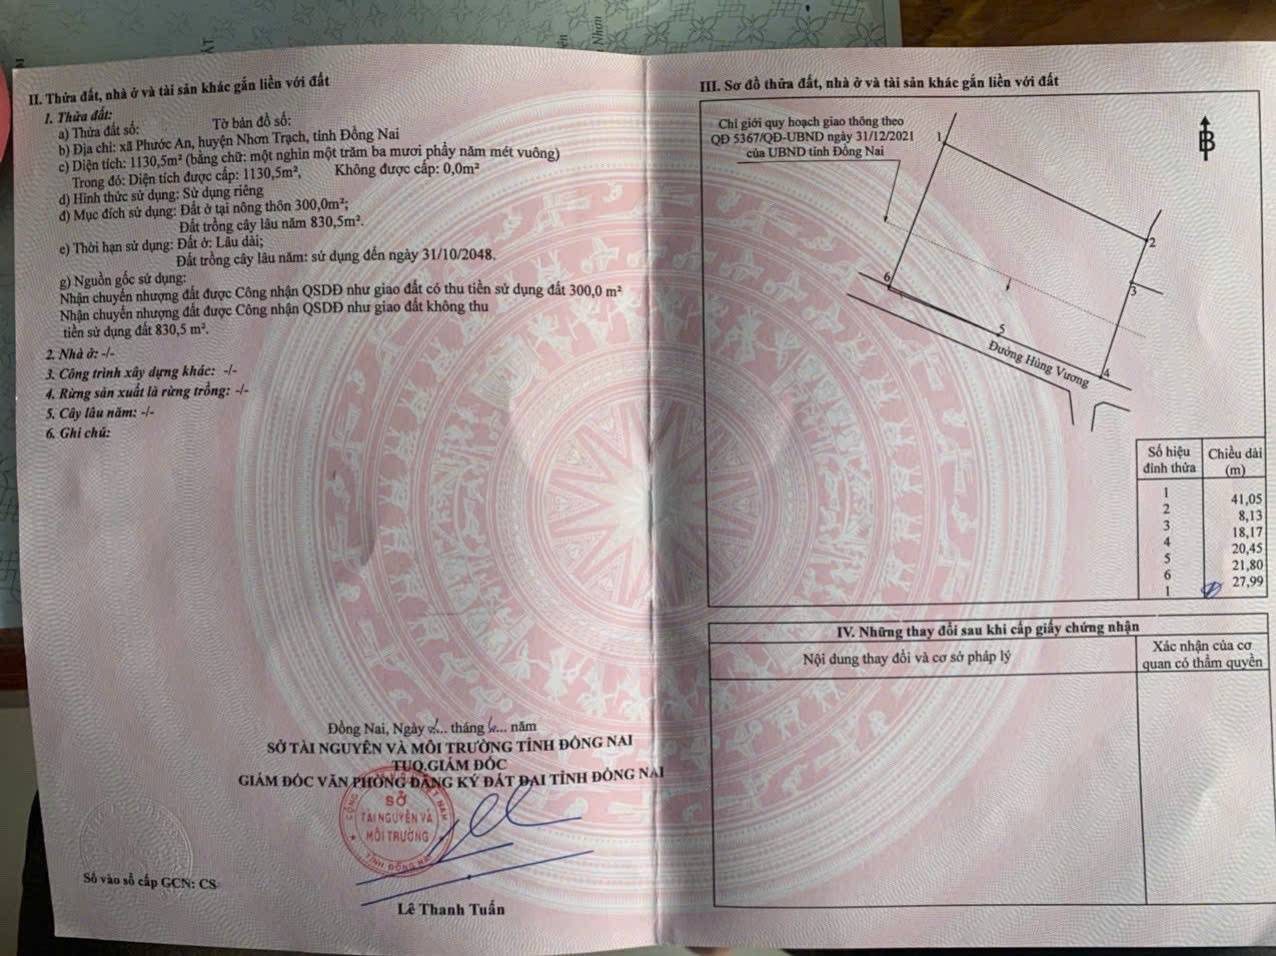 II. Thửa đất, nhà ở và tài sản khác gắn liền với đất
1. Thửa đất:
a) Thửa đất số: Tờ bản đồ số:
b) Địa chỉ: xã Phước An, huyện Nhơn Trạch, tỉnh Đồng Nai
c) Diện tích: 1130,5m² (bằng chữ: một nghìn một trăm ba mươi phẩy năm mét vuông)
Trong đó: Diện tích được cấp: 1130,5m², Không được cấp: 0,0m²
d) Hình thức sử dụng: Sử dụng riêng
đ) Mục đích sử dụng: Đất ở tại nông thôn 300,0m²;
Đất trồng cây lâu năm 830,5m².
e) Thời hạn sử dụng: Đất ở: Lâu dài;
Đất trồng cây lâu năm: sử dụng đến ngày 31/10/2048.
g) Nguồn gốc sử dụng:
Nhận chuyển nhượng đất được Công nhận QSDĐ như giao đất có thu tiền sử dụng đất 300,0 m²
Nhận chuyển nhượng đất được Công nhận QSDĐ như giao đất không thu
tiền sử dụng đất 830,5 m².
2. Nhà ở: -/-
3. Công trình xây dựng khác: -/-
4. Rừng sản xuất là rừng trồng: -/-
5. Cây lâu năm: -/-
6. Ghi chú:
Đồng Nai, Ngày ... tháng ... năm
SỞ TÀI NGUYÊN VÀ MÔI TRƯỜNG TỈNH ĐỒNG NAI
TUQ.GIÁM ĐỐC
GIÁM ĐỐC VĂN PHÒNG ĐĂNG KÝ ĐẤT ĐAI TỈNH ĐỒNG NAI
SỞ
TÀI NGUYÊN VÀ
MÔI TRƯỜNG
TỈNH ĐỒNG NAI
Số vào sổ cấp GCN: CS
Lê Thanh Tuấn
III. Sơ đồ thửa đất, nhà ở và tài sản khác gắn liền với đất
Chỉ giới quy hoạch giao thông theo
QĐ 5367/QĐ-UBND ngày 31/12/2021
của UBND tỉnh Đồng Nai
B
1
2
3
6
5
4
Đường Hùng Vương
Số hiệu đỉnh thửa Chiều dài (m)
1
41,05
2
8,13
3
18,17
4
20,45
5
21,80
6
27,99
1
IV. Những thay đổi sau khi cấp giấy chứng nhận
Nội dung thay đổi và cơ sở pháp lý
Xác nhận của cơ
quan có thẩm quyền